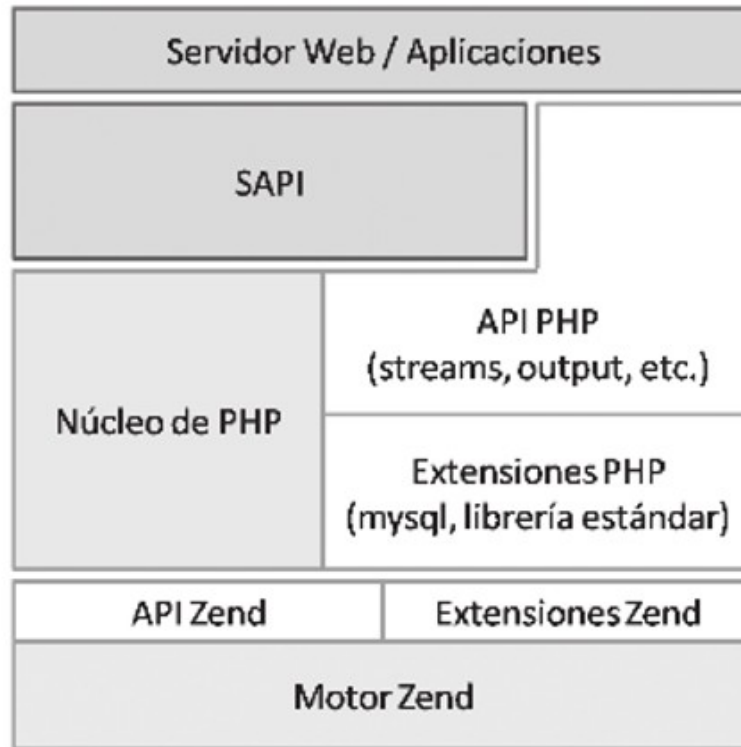 Servidor Web / Aplicaciones
SAPI
API PHP
(streams, output, etc.)
Núcleo de PHP
Extensiones PHP
(mysql, librería estándar)
API Zend
Extensiones Zend
Motor Zend